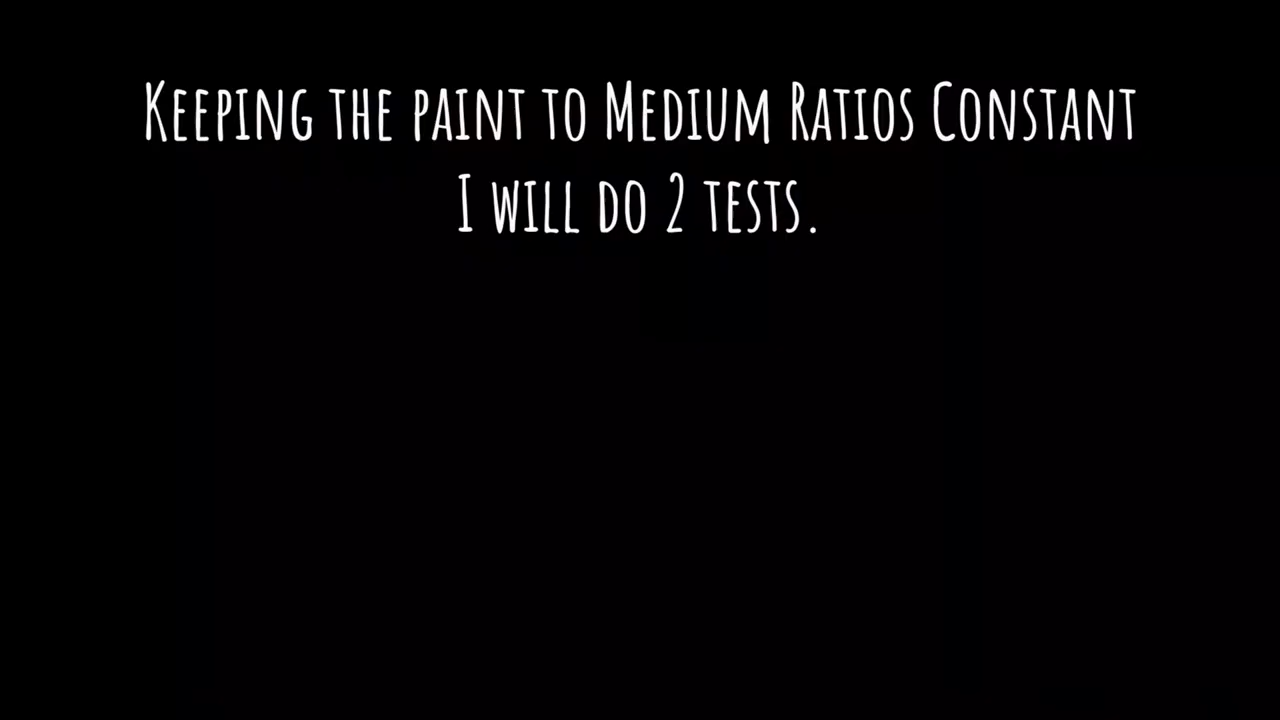 Keeping the paint to Medium Ratios Constant
I will do 2 tests.